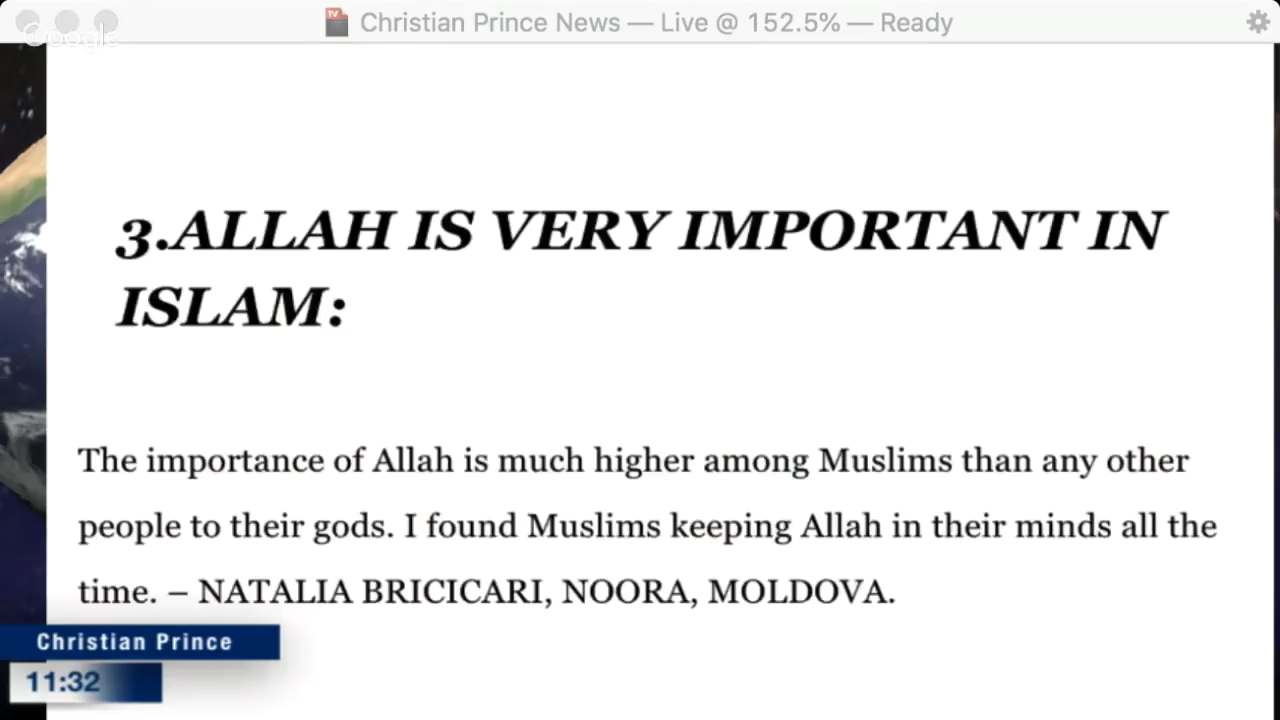 Christian Prince News — Live @ 152.5% — Ready
Google
3.ALLAH IS VERY IMPORTANT IN
ISLAM:
The importance of Allah is much higher among Muslims than any other
people to their gods. I found Muslims keeping Allah in their minds all the
time. – NATALIA BRICICARI, NOORA, MOLDOVA.
Christian Prince
11:32